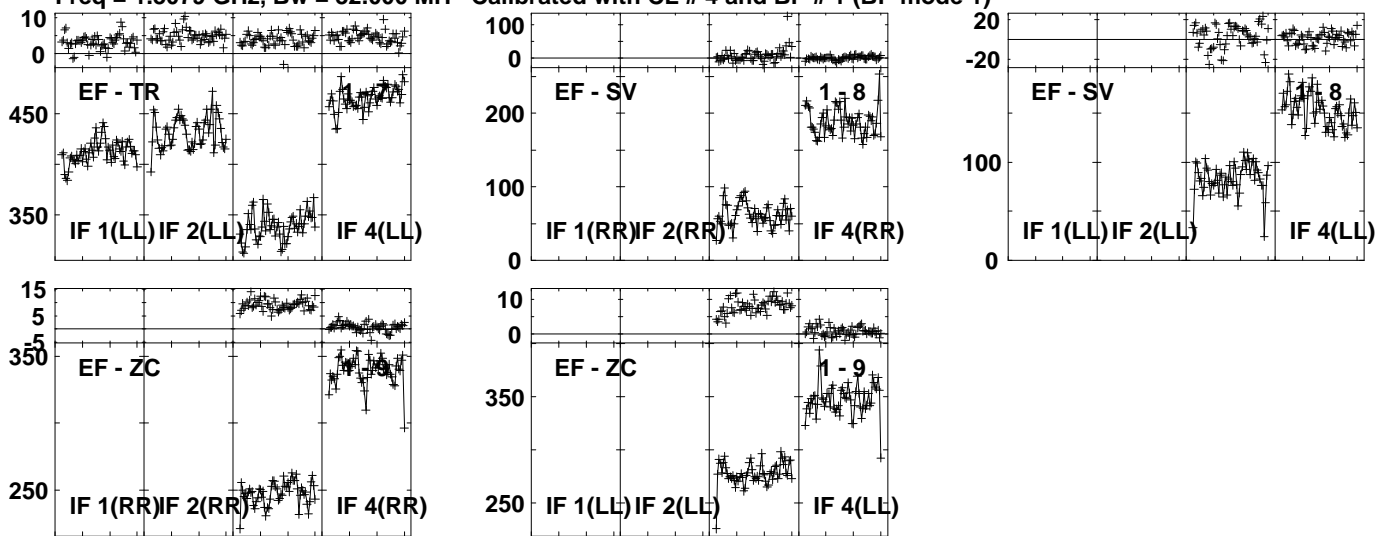 Freq = GHz, Bw = MH Calibrated with CL # 4 and BP # 1 (BP mode 1)
10
0
EF - TR
1 - 7
450
350
IF 1(LL) IF 2(LL) IF 4(LL)
100
0
EF - SV
1 - 8
200
100
0
IF 1(RR) IF 2(RR) IF 4(RR)
20
-20
EF - SV
1 - 8
100
0
IF 1(LL) IF 2(LL) IF 4(LL)
15
5
-5
EF - ZC
1 - 9
350
250
IF 1(RR) IF 2(RR) IF 4(RR)
10
0
EF - ZC
1 - 9
350
250
IF 1(LL) IF 2(LL) IF 4(LL)